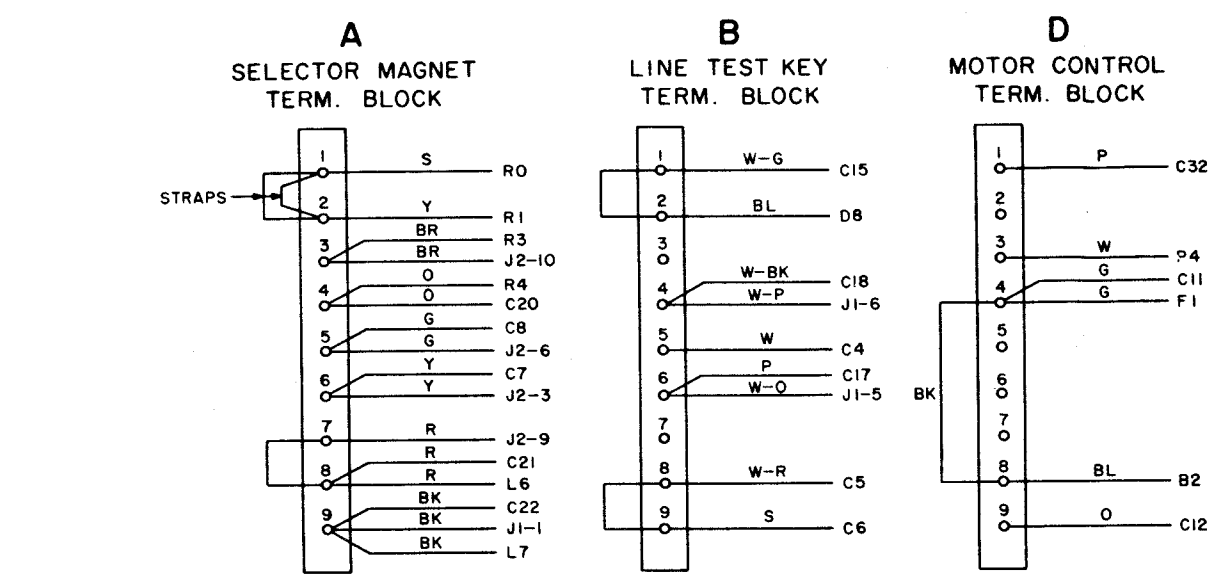 A
SELECTOR MAGNET
TERM. BLOCK
STRAPS
1 S R0
2 Y R1
3 BR R3
BR J2-10
4 O R4
O C20
5 G C8
G J2-6
6 Y C7
Y J2-3
7 R J2-9
8 R C21
R L6
9 BK C22
BK J1-1
BK L7
B
LINE TEST KEY
TERM. BLOCK
1 W-G C15
2 BL D8
3
4 W-BK C18
W-P J1-6
5 W C4
6 P C17
W-O J1-5
7
8 W-R C5
9 S C6
D
MOTOR CONTROL
TERM. BLOCK
1 P C32
2
3 W P4
4 G C11
G F1
5
6
BK
7
8 BL B2
9 O C12